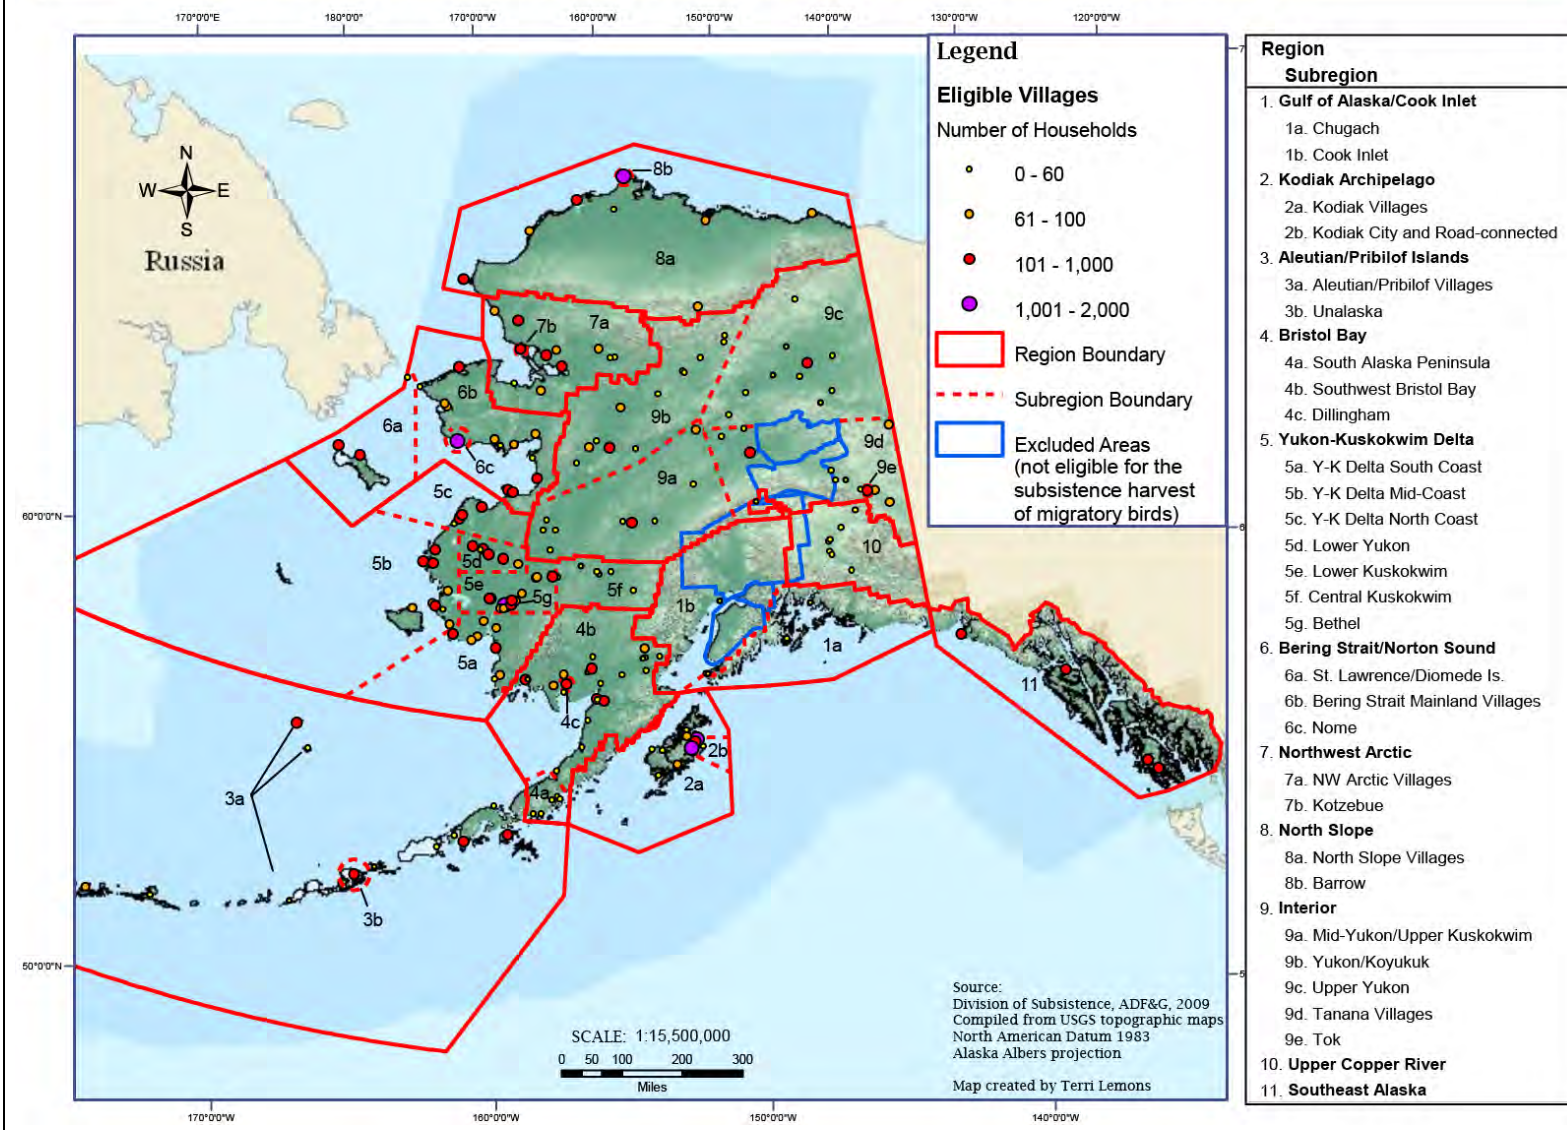 170°0'0"E 180°0'0" 170°0'0"W 160°0'0"W 150°0'0"W 140°0'0"W 130°0'0"W 120°0'0"W
N
W E
S
Russia
8b
8a
9c
7b
7a
6b
6a
6c
9b
9d
9e
9a
5c
5b
5d
5e
5g
5f
10
1b
4b
1a
5a
11
4c
2b
2a
4a
3a
3b
60°0'0"N
50°0'0"N
7
6
5
Legend
Eligible Villages
Number of Households
0 - 60
61 - 100
101 - 1,000
1,001 - 2,000
Region Boundary
Subregion Boundary
Excluded Areas
(not eligible for the
subsistence harvest
of migratory birds)
SCALE: 1:15,500,000
0 50 100 200 300
Miles
Source:
Division of Subsistence, ADF&G, 2009
Compiled from USGS topographic maps
North American Datum 1983
Alaska Albers projection
Map created by Terri Lemons
170°0'0"W 160°0'0"W 150°0'0"W 140°0'0"W
Region
Subregion
1. Gulf of Alaska/Cook Inlet
1a. Chugach
1b. Cook Inlet
2. Kodiak Archipelago
2a. Kodiak Villages
2b. Kodiak City and Road-connected
3. Aleutian/Pribilof Islands
3a. Aleutian/Pribilof Villages
3b. Unalaska
4. Bristol Bay
4a. South Alaska Peninsula
4b. Southwest Bristol Bay
4c. Dillingham
5. Yukon-Kuskokwim Delta
5a. Y-K Delta South Coast
5b. Y-K Delta Mid-Coast
5c. Y-K Delta North Coast
5d. Lower Yukon
5e. Lower Kuskokwim
5f. Central Kuskokwim
5g. Bethel
6. Bering Strait/Norton Sound
6a. St. Lawrence/Diomede Is.
6b. Bering Strait Mainland Villages
6c. Nome
7. Northwest Arctic
7a. NW Arctic Villages
7b. Kotzebue
8. North Slope
8a. North Slope Villages
8b. Barrow
9. Interior
9a. Mid-Yukon/Upper Kuskokwim
9b. Yukon/Koyukuk
9c. Upper Yukon
9d. Tanana Villages
9e. Tok
10. Upper Copper River
11. Southeast Alaska